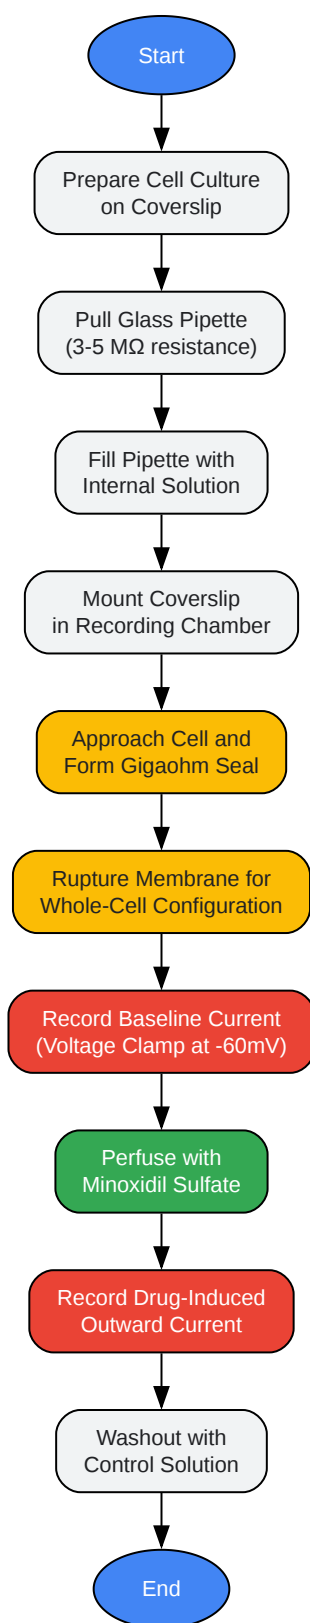 Start
Prepare Cell Culture
on Coverslip
Pull Glass Pipette
(3-5 MΩ resistance)
Fill Pipette with
Internal Solution
Mount Coverslip
in Recording Chamber
Approach Cell and
Form Gigaohm Seal
Rupture Membrane for
Whole-Cell Configuration
Record Baseline Current
(Voltage Clamp at -60mV)
Perfuse with
Minoxidil Sulfate
Record Drug-Induced
Outward Current
Washout with
Control Solution
End